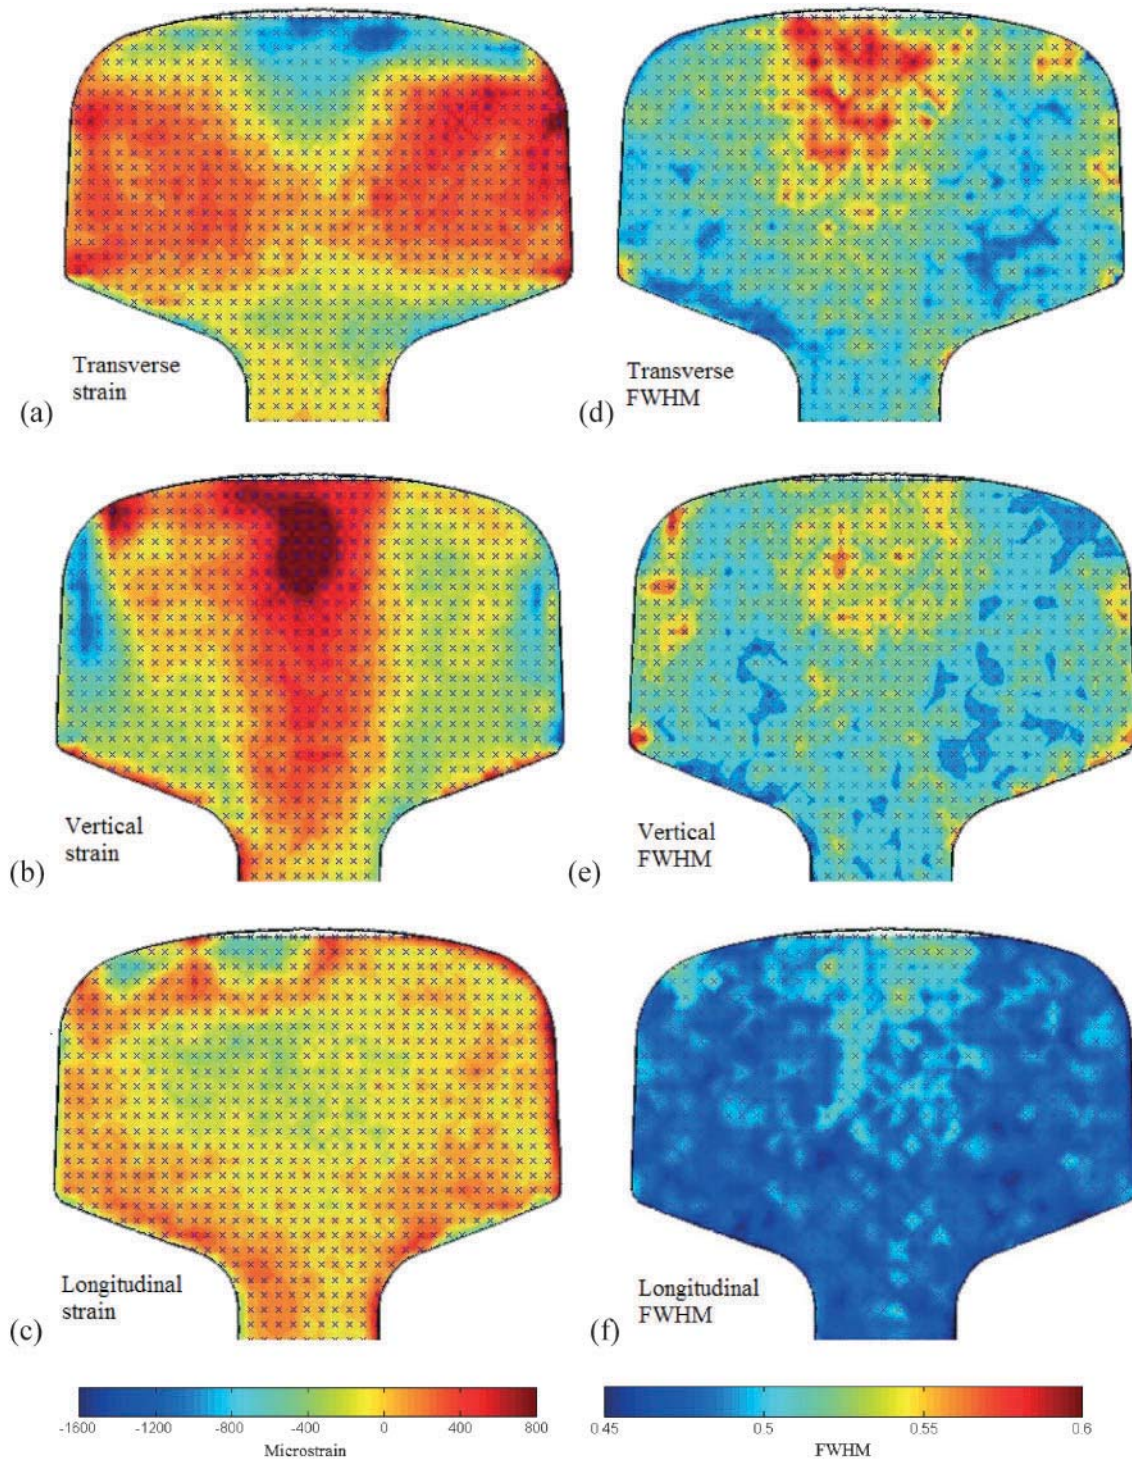 Transverse
strain
(a)
Transverse
FWHM
(d)
Vertical
strain
(b)
Vertical
FWHM
(e)
Longitudinal
strain
(c)
Longitudinal
FWHM
(f)
-1600 -1200 -800 -400 0 400 800
Microstrain
0.45 0.5 0.55 0.6
FWHM